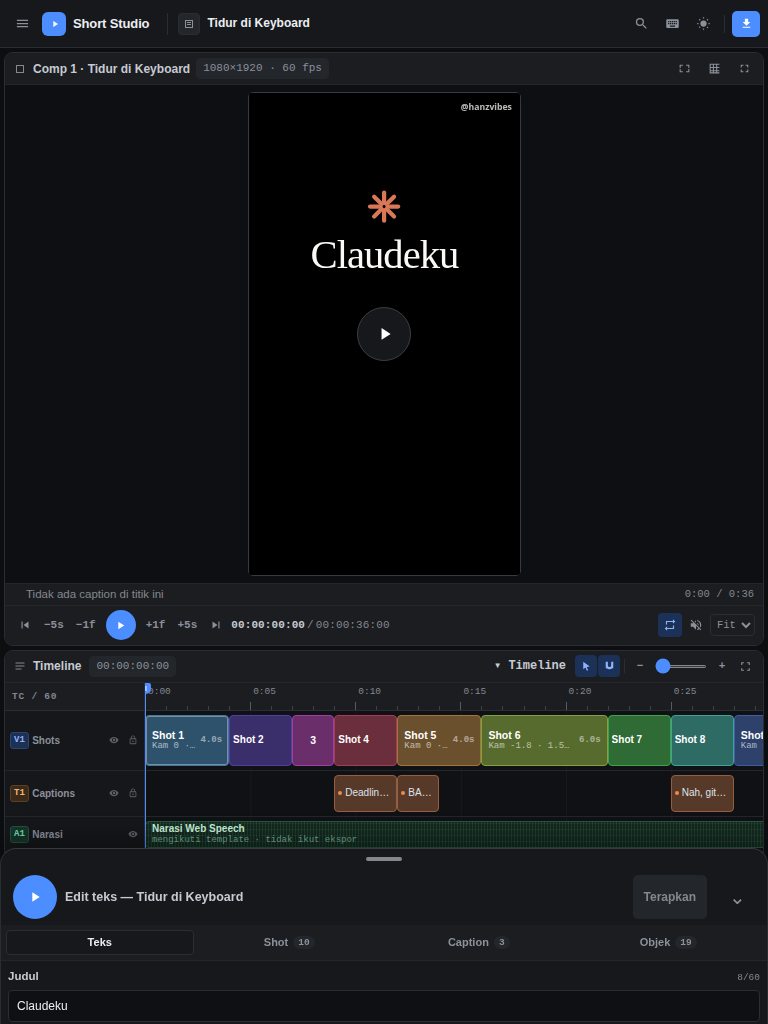 Short Studio
Tidur di Keyboard
Comp 1 · Tidur di Keyboard
1080×1920 · 60 fps
@hanzvibes
Claudeku
Tidak ada caption di titik ini
0:00 / 0:36
−5s
−1f
+1f
+5s
00:00:00:00 / 00:00:36:00
Fit
Timeline
00:00:00:00
▾ Timeline
−
+
TC / 60
0:00
0:05
0:10
0:15
0:20
0:25
V1 Shots
Shot 1
Kam 0 ·…
4.0s
Shot 2
3
Shot 4
Shot 5
Kam 0 ·…
4.0s
Shot 6
Kam -1.8 · 1.5…
6.0s
Shot 7
Shot 8
Shot
Kam
T1 Captions
Deadlin…
BA…
Nah, git…
A1 Narasi
Narasi Web Speech
mengikuti template · tidak ikut ekspor
Edit teks — Tidur di Keyboard
Terapkan
Teks
Shot 10
Caption 3
Objek 19
Judul
8/60
Claudeku